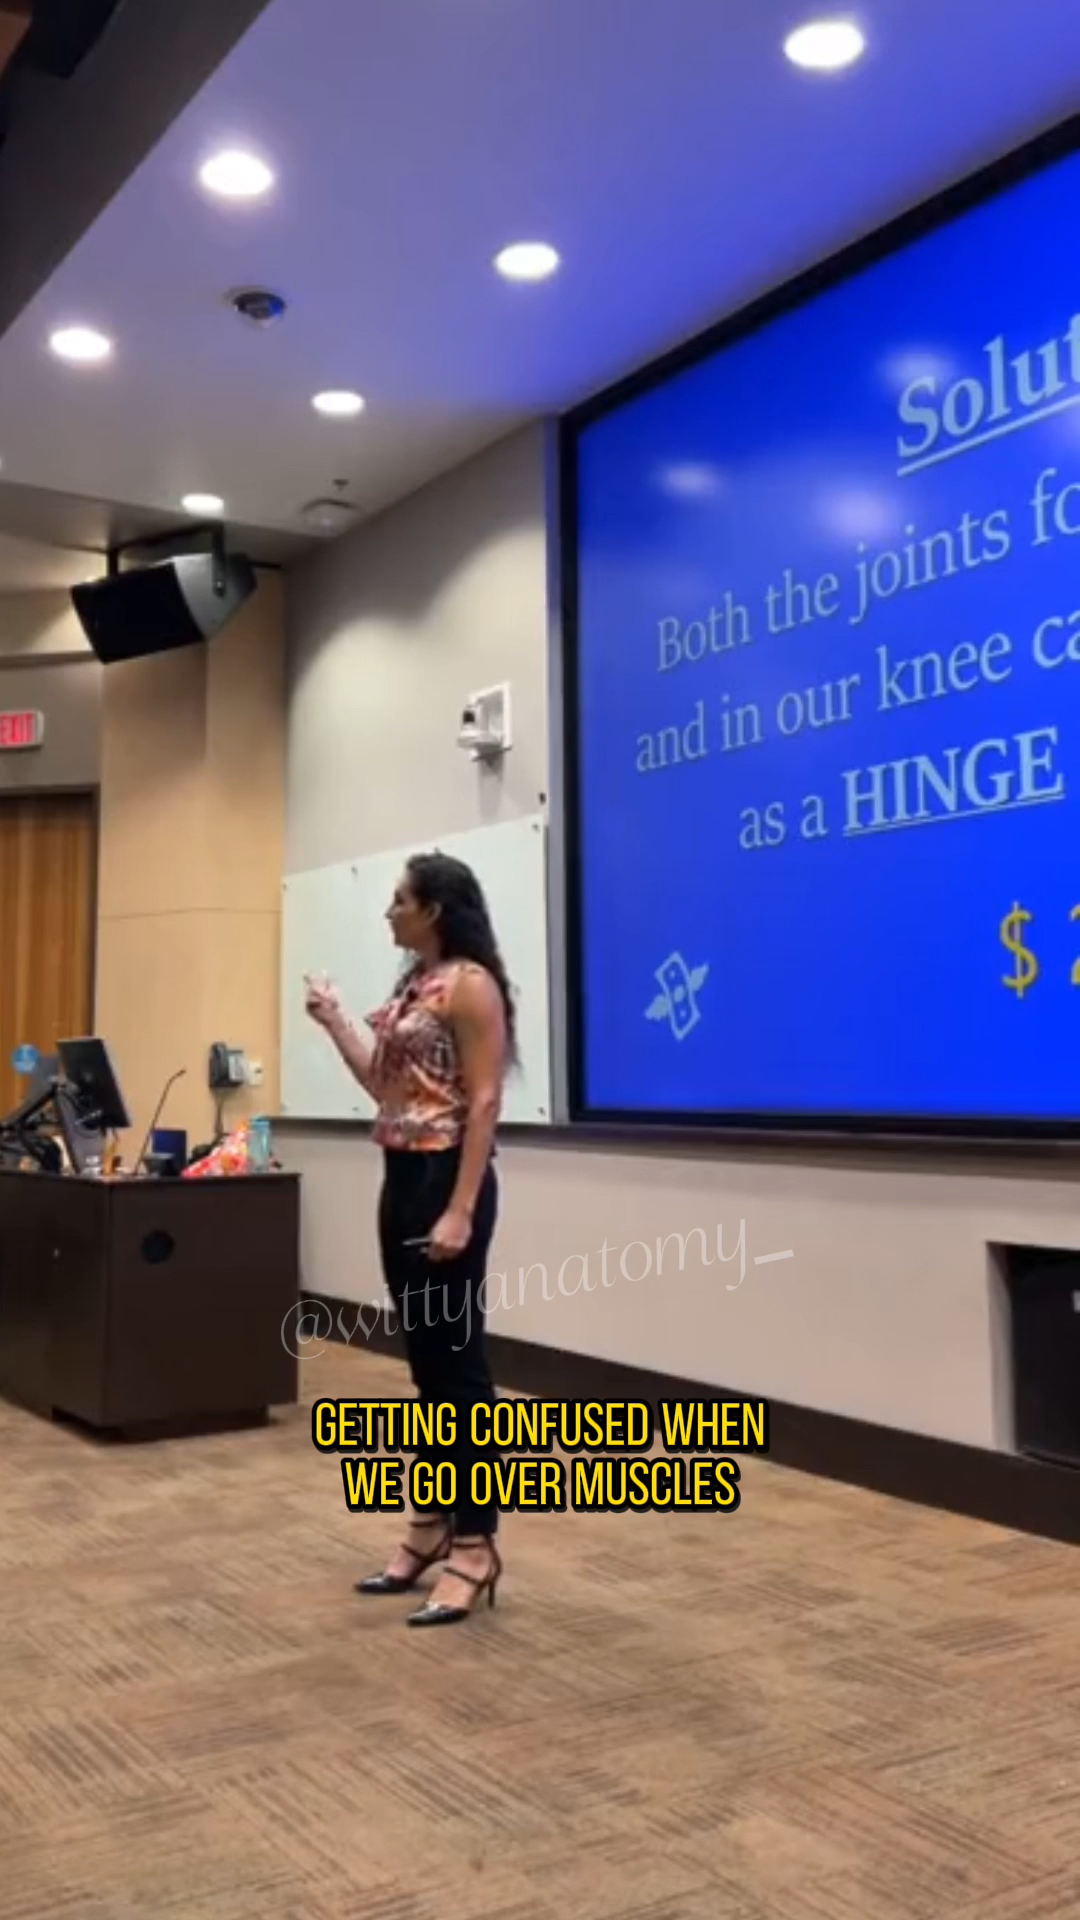 Solut
Both the joints fo
and in our knee ca
as a HINGE
$ 2
EXIT
@wittyanatomy_
GETTING CONFUSED WHEN
WE GO OVER MUSCLES